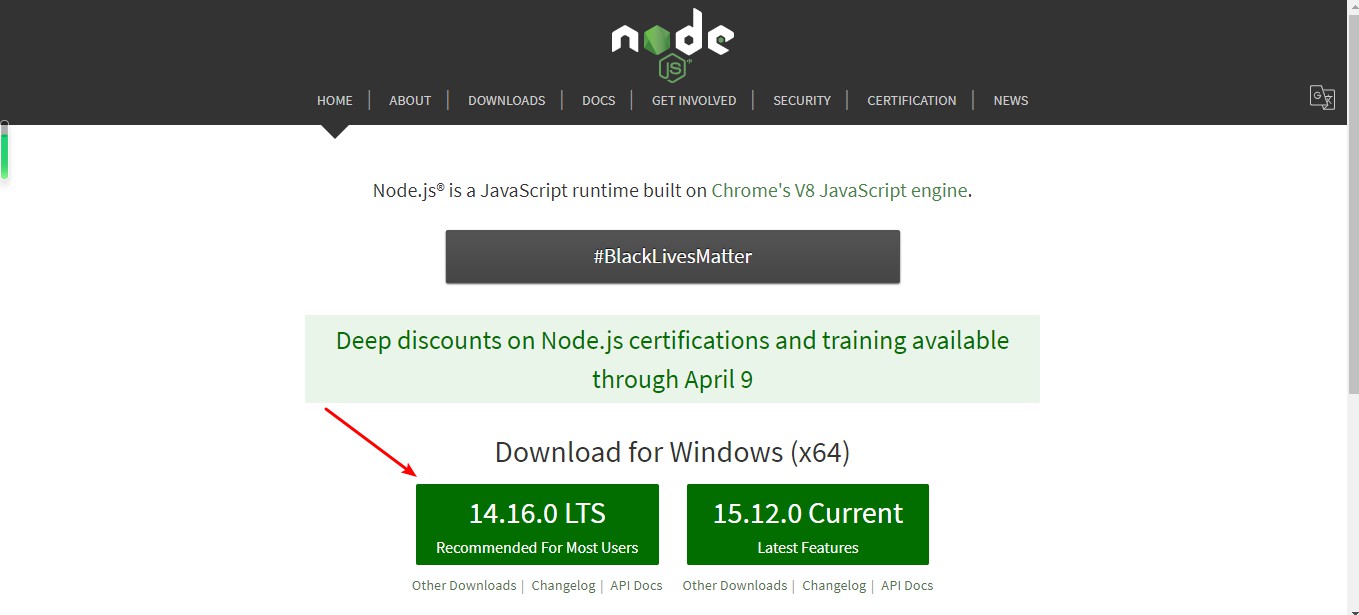 node
JS
HOME | ABOUT | DOWNLOADS | DOCS | GET INVOLVED | SECURITY | CERTIFICATION | NEWS
Node.js® is a JavaScript runtime built on Chrome's V8 JavaScript engine.
#BlackLivesMatter
Deep discounts on Node.js certifications and training available
through April 9
Download for Windows (x64)
14.16.0 LTS
Recommended For Most Users
Other Downloads | Changelog | API Docs
15.12.0 Current
Latest Features
Other Downloads | Changelog | API Docs